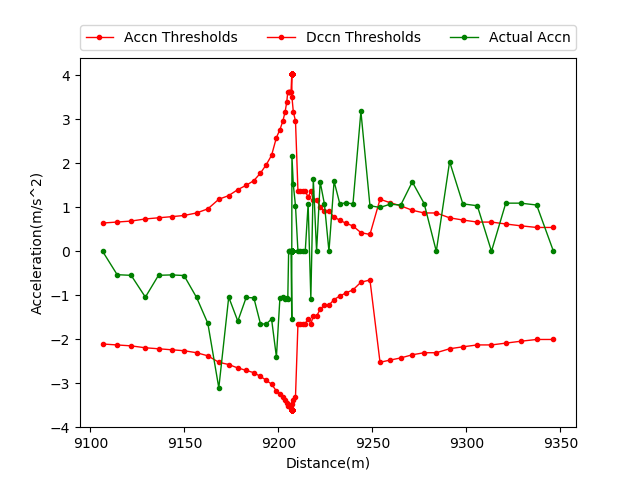 Accn Thresholds Dccn Thresholds Actual Accn
4
3
2
1
0
−1
−2
−3
−4
Acceleration(m/s^2)
9100 9150 9200 9250 9300 9350
Distance(m)